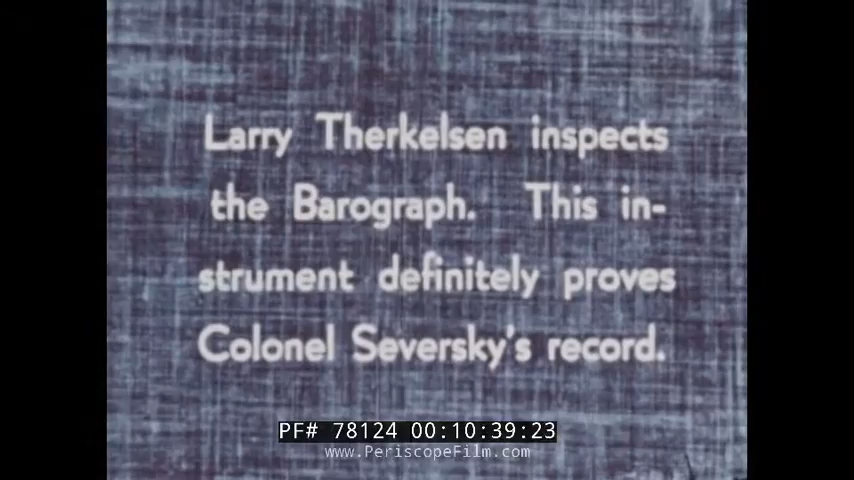 Larry Therkelsen inspects
the Barograph. This in-
strument definitely proves
Colonel Seversky's record.
PF# 78124 00:10:39:23
www.PeriscopeFilm.com